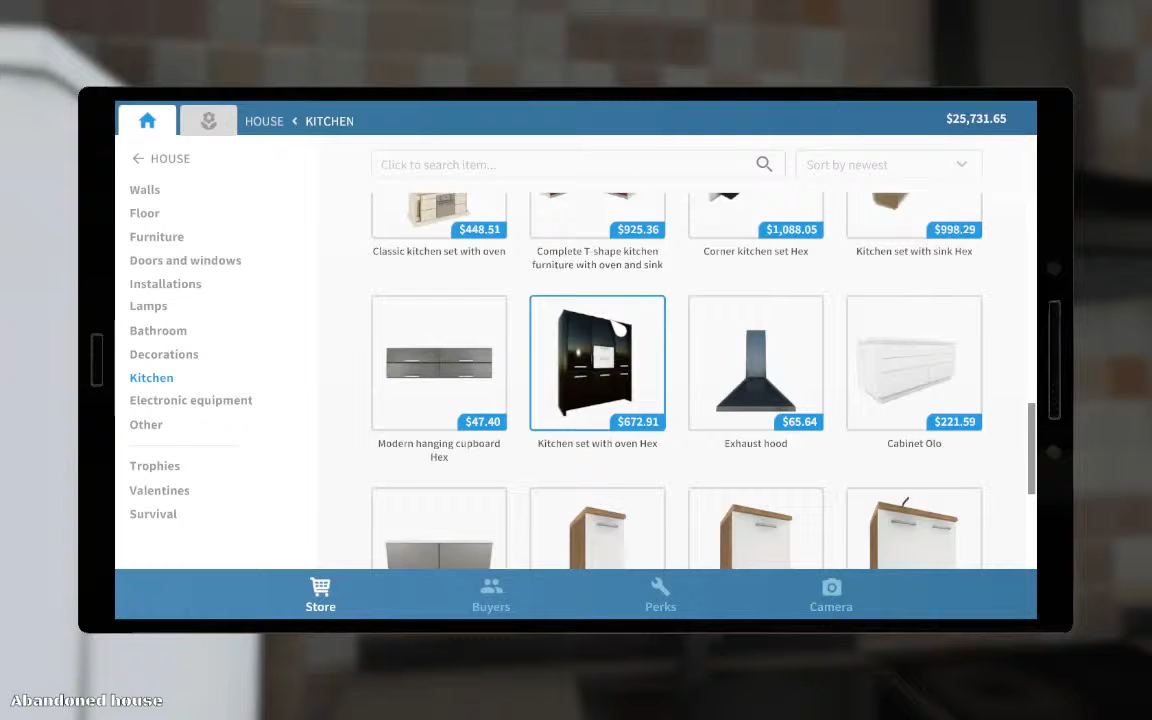 HOUSE < KITCHEN
$25,731.65
← HOUSE
Walls
Floor
Furniture
Doors and windows
Installations
Lamps
Bathroom
Decorations
Kitchen
Electronic equipment
Other
Trophies
Valentines
Survival
Click to search item...
Sort by newest
$448.51
Classic kitchen set with oven
$925.36
Complete T-shape kitchen
furniture with oven and sink
$1,088.05
Corner kitchen set Hex
$998.29
Kitchen set with sink Hex
$47.40
Modern hanging cupboard
Hex
$672.91
Kitchen set with oven Hex
$65.64
Exhaust hood
$221.59
Cabinet Olo
Store
Buyers
Perks
Camera
Abandoned house